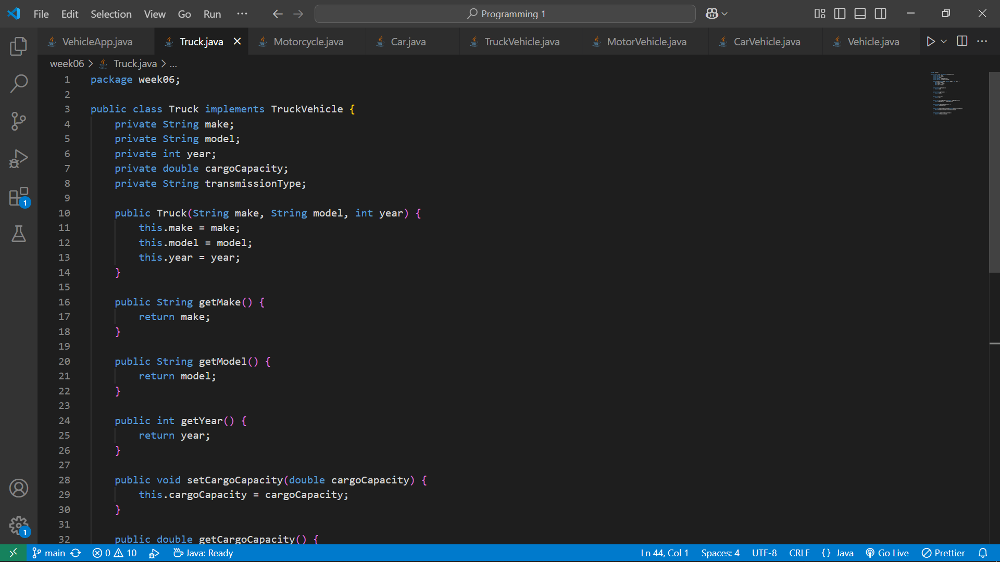 File Edit Selection View Go Run ··· Programming 1
VehicleApp.java Truck.java Motorcycle.java Car.java TruckVehicle.java MotorVehicle.java CarVehicle.java Vehicle.java
week06 > Truck.java > ...
1 package week06;
2
3 public class Truck implements TruckVehicle {
4 private String make;
5 private String model;
6 private int year;
7 private double cargoCapacity;
8 private String transmissionType;
9
10 public Truck(String make, String model, int year) {
11 this.make = make;
12 this.model = model;
13 this.year = year;
14 }
15
16 public String getMake() {
17 return make;
18 }
19
20 public String getModel() {
21 return model;
22 }
23
24 public int getYear() {
25 return year;
26 }
27
28 public void setCargoCapacity(double cargoCapacity) {
29 this.cargoCapacity = cargoCapacity;
30 }
31
32 public double getCargoCapacity() {
1
1
main 0 10 Java: Ready Ln 44, Col 1 Spaces: 4 UTF-8 CRLF {} Java Go Live Prettier